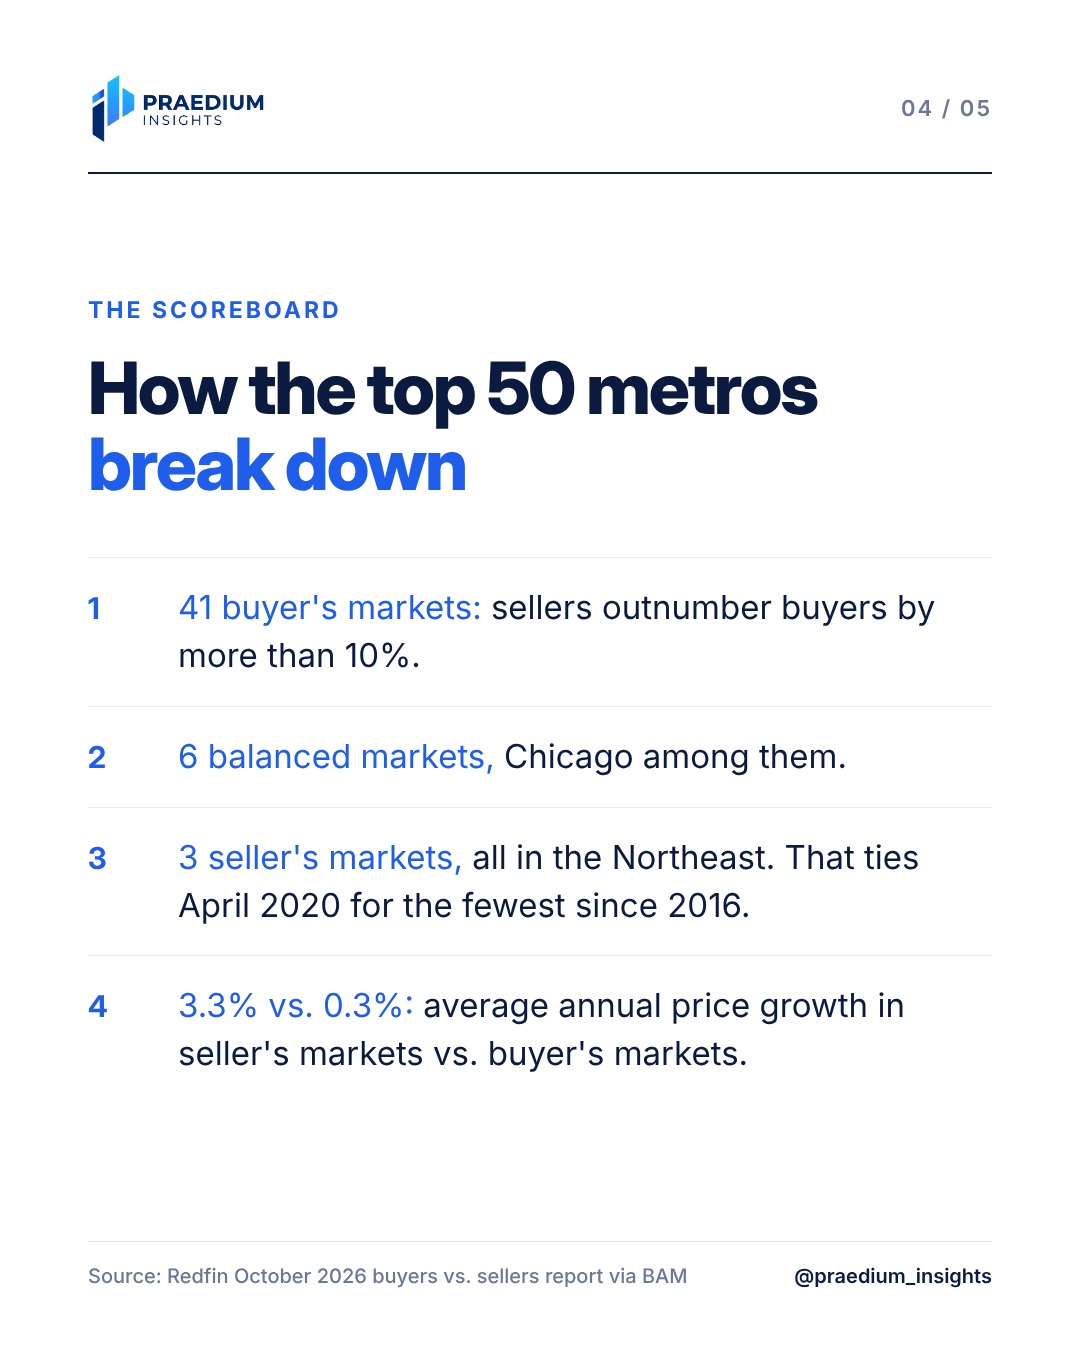 PRAEDIUM
INSIGHTS
04 / 05
THE SCOREBOARD
How the top 50 metros
break down
1
41 buyer's markets: sellers outnumber buyers by
more than 10%.
2
6 balanced markets, Chicago among them.
3
3 seller's markets, all in the Northeast. That ties
April 2020 for the fewest since 2016.
4
3.3% vs. 0.3%: average annual price growth in
seller's markets vs. buyer's markets.
Source: Redfin October 2026 buyers vs. sellers report via BAM
@praedium_insights